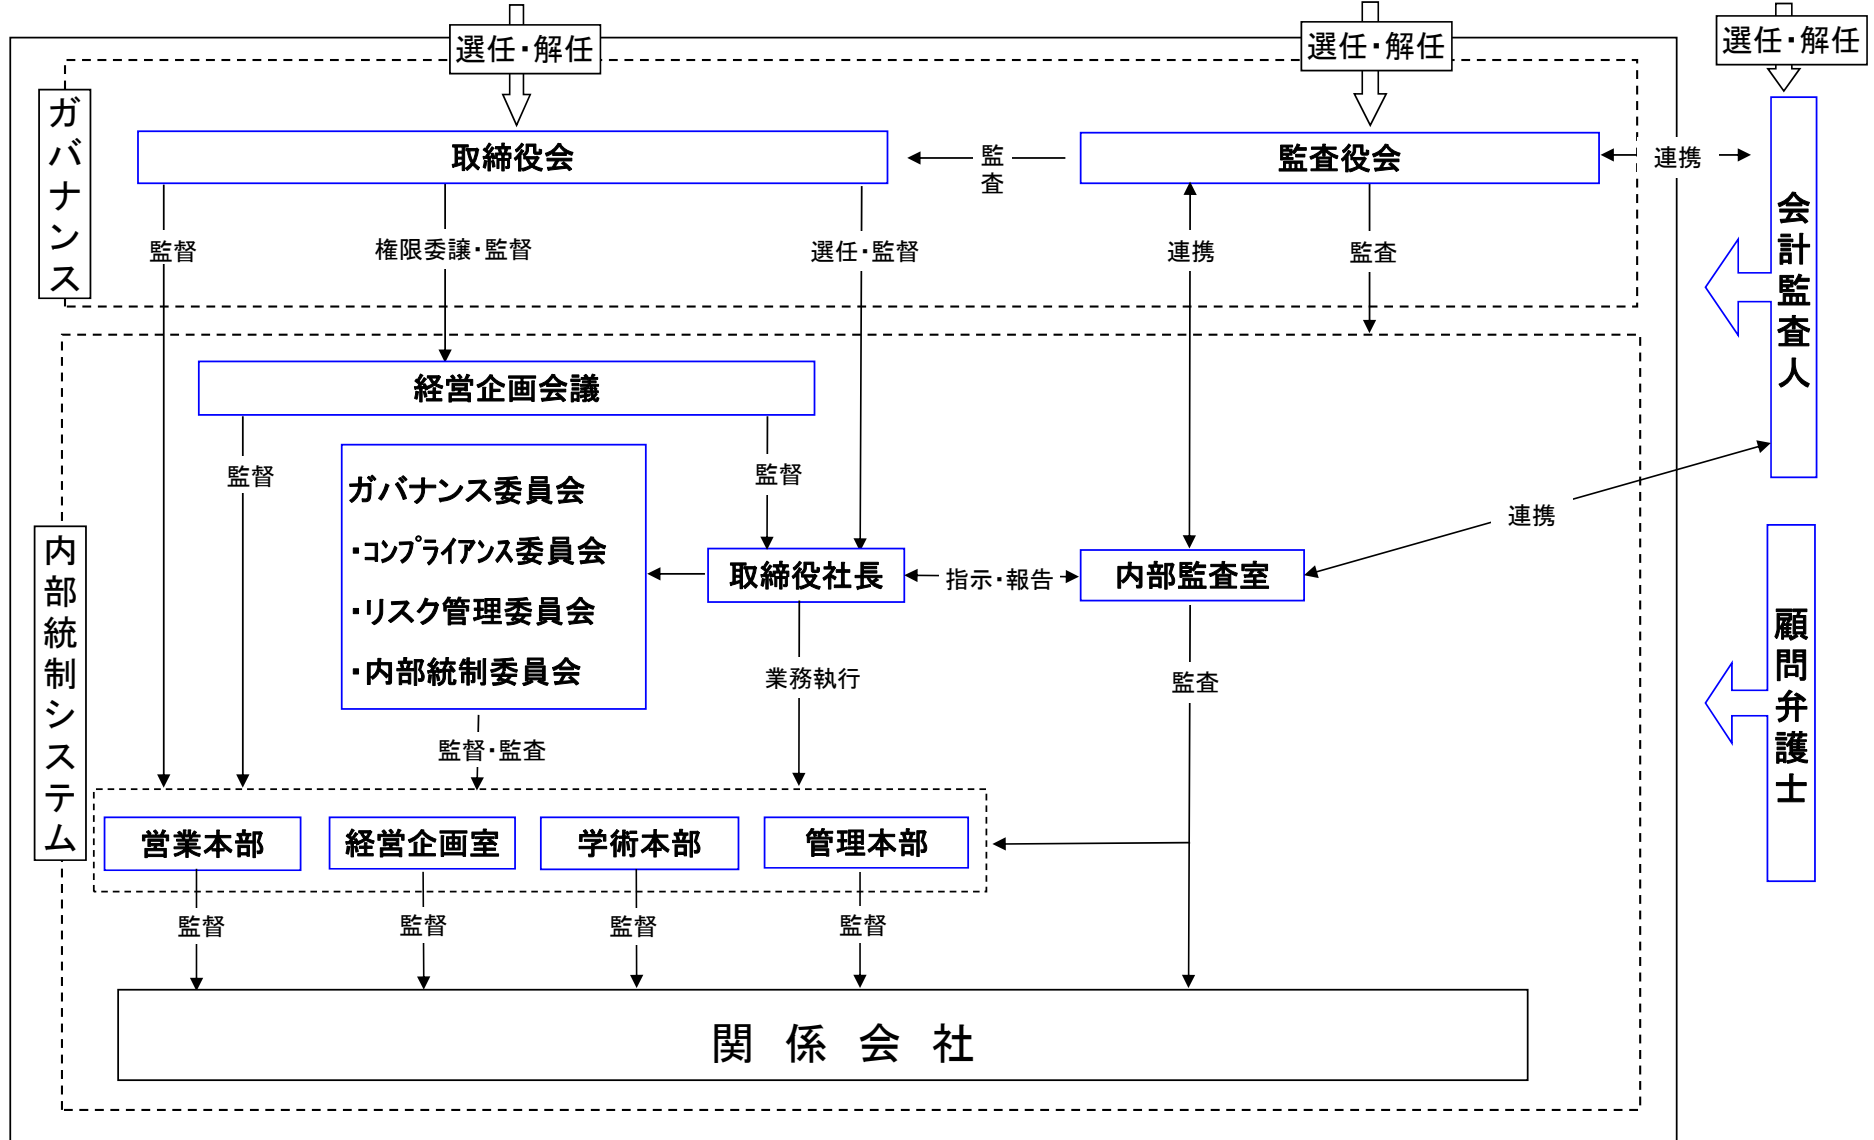 選任・解任
選任・解任
選任・解任
ガバナンス
取締役会
監査
監査役会
連携
監督
権限委譲・監督
選任・監督
連携
監査
会計監査人
経営企画会議
監督
監督
ガバナンス委員会
・コンプライアンス委員会
・リスク管理委員会
・内部統制委員会
連携
内部統制システム
取締役社長
指示・報告
内部監査室
顧問弁護士
業務執行
監査
監督・監査
営業本部
経営企画室
学術本部
管理本部
監督
監督
監督
監督
関係会社